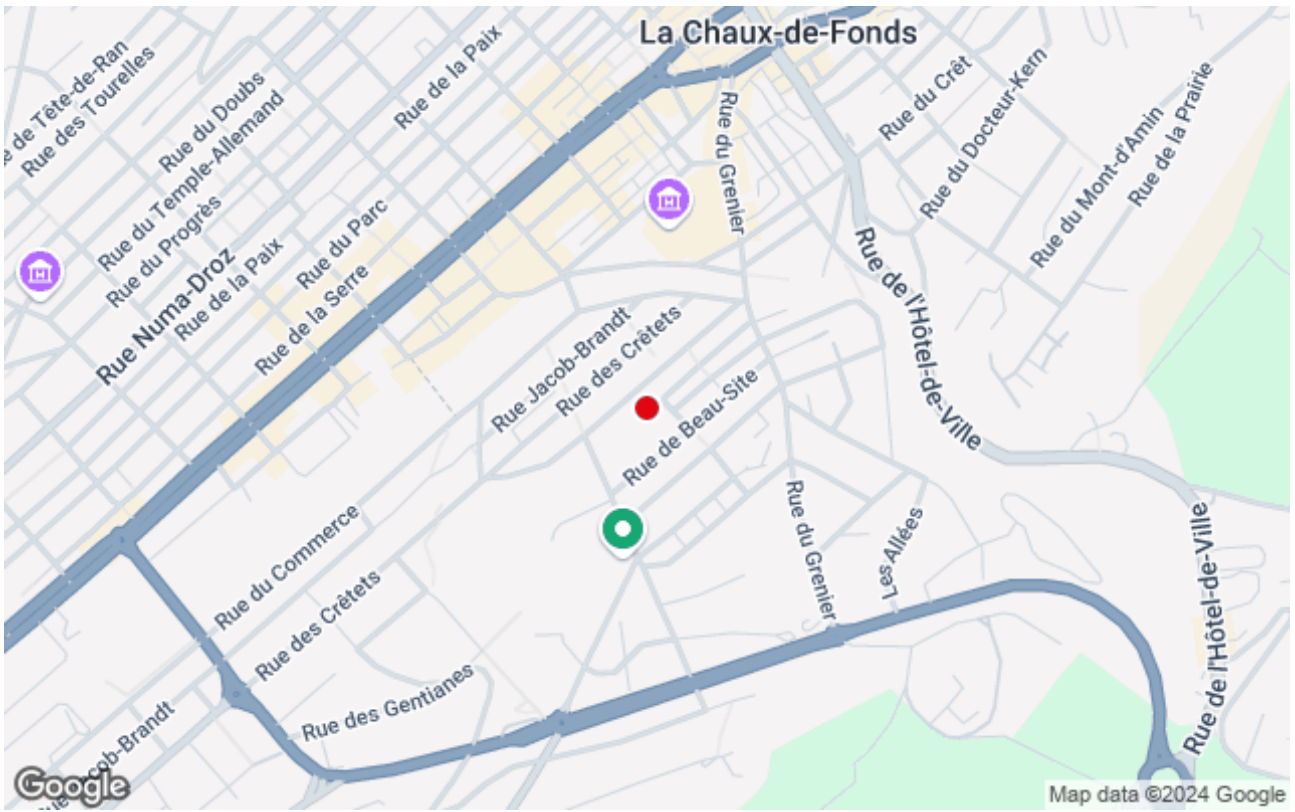 La Chaux-de-Fonds
de Tête-de-Ran
Rue des Tourelles
Rue du Doubs
Rue du Temple-Allemand
Rue du Progrès
Rue de la Paix
Rue de la Paix
Rue Numa-Droz
Rue du Parc
Rue de la Serre
Rue du Grenier
Rue du Crêt
Rue du Docteur-Kern
Rue du Mont-d'Amin
Rue de la Prairie
Rue de l'Hôtel-de-Ville
Rue Jacob-Brandt
Rue des Crêtets
Rue de Beau-Site
Rue du Grenier
Les Allées
Rue de l'Hôtel-de-Ville
Rue du Commerce
Rue des Crêtets
Rue des Gentianes
Rue Jacob-Brandt
Google
Map data ©2024 Google